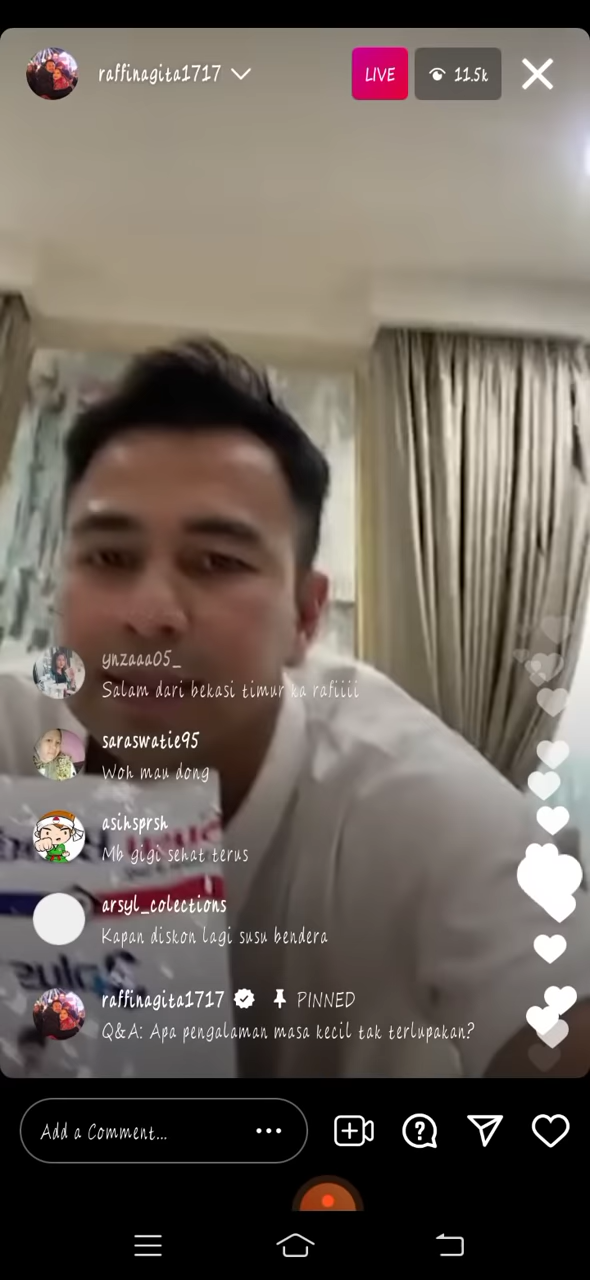 raffinagita1717
LIVE
11.5k
ynzaaa05_
Salam dari bekasi timur ka rafiiii
saraswatie95
Woh mau dong
asihsprsh
Mb gigi sehat terus
arsyl_colections
Kapan diskon lagi susu bendera
raffinagita1717 PINNED
Q&A: Apa pengalaman masa kecil tak terlupakan?
Add a Comment...